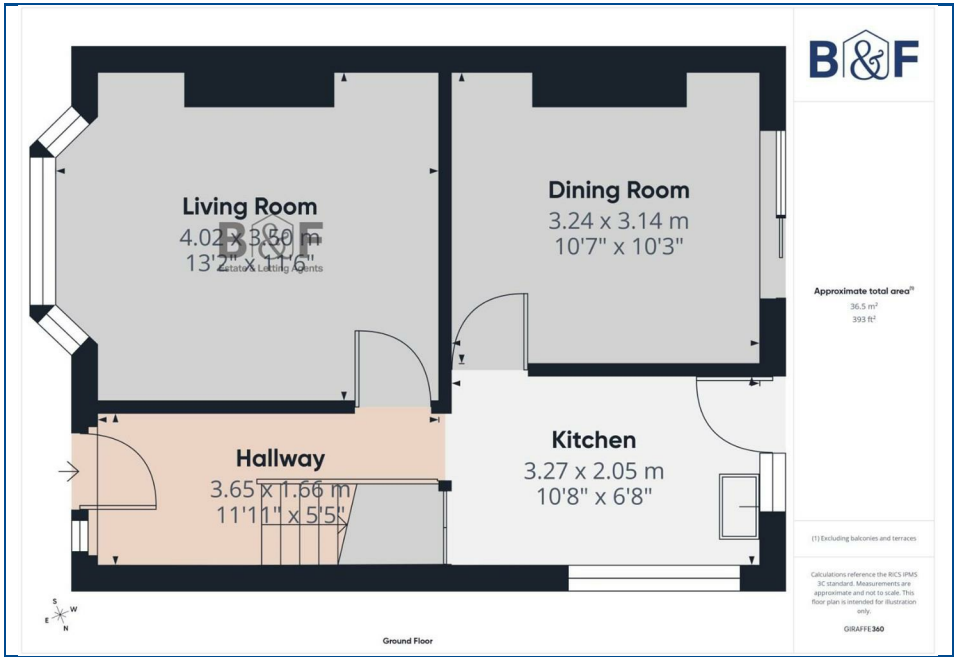 B&F
Living Room
4.02 x 3.50 m
13'2" x 11'6"
B&F
Estate & Letting Agents
Dining Room
3.24 x 3.14 m
10'7" x 10'3"
Approximate total area(1)
36.5 m²
393 ft²
Hallway
3.65 x 1.66 m
11'11" x 5'5"
Kitchen
3.27 x 2.05 m
10'8" x 6'8"
(1) Excluding balconies and terraces
Calculations reference the RICS IPMS
3C standard. Measurements are
approximate and not to scale. This
floor plan is intended for illustration
only.
GIRAFFE360
S
W
E
N
Ground Floor